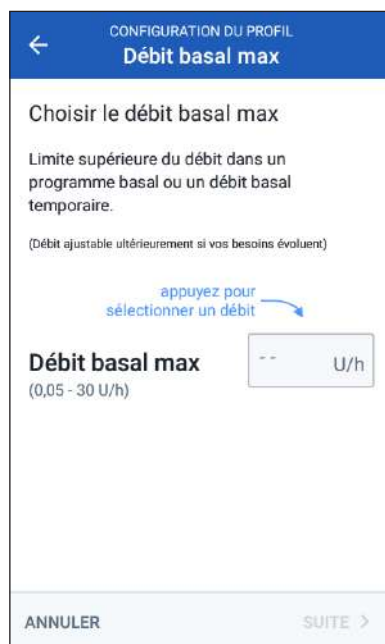 CONFIGURATION DU PROFIL
Débit basal max
Choisir le débit basal max
Limite supérieure du débit dans un
programme basal ou un débit basal
temporaire.
(Débit ajustable ultérieurement si vos besoins évoluent)
appuyez pour
sélectionner un débit
Débit basal max
-- U/h
(0,05 - 30 U/h)
ANNULER
SUITE >